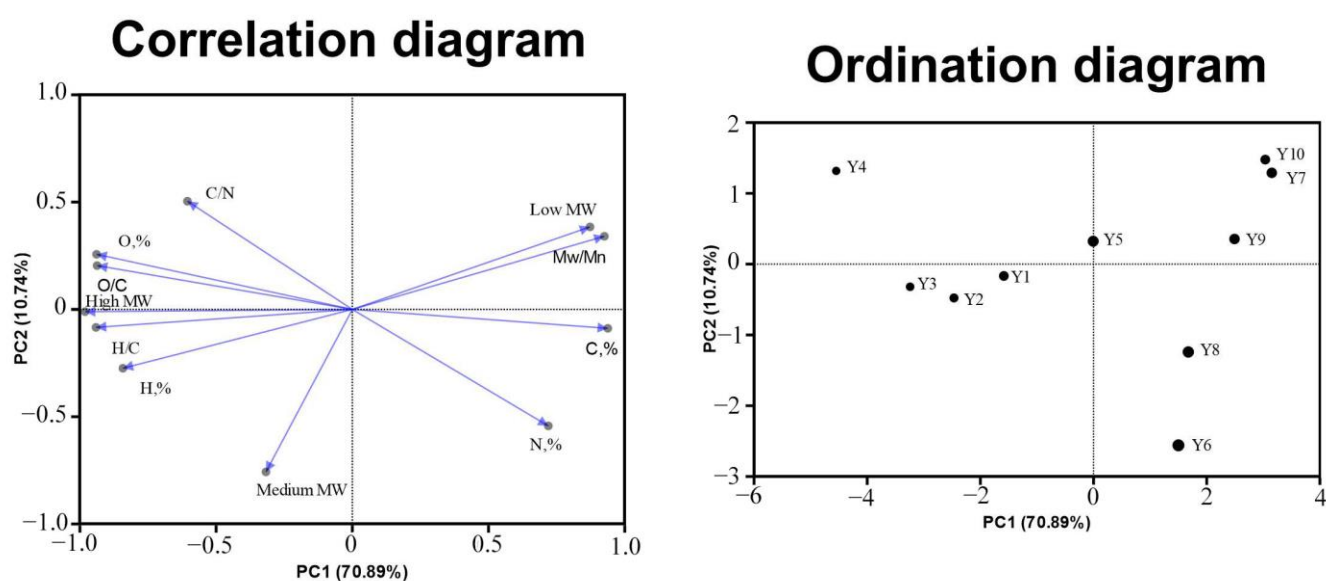 Correlation diagram
1.0
0.5
0
−0.5
−1.0
PC2 (10.74%)
C/N
O,%
O/C
High MW
H/C
H,%
Medium MW
Low MW
Mw/Mn
C,%
N,%
−1.0
−0.5
0
0.5
1.0
PC1 (70.89%)
Ordination diagram
2
1
0
−1
−2
−3
PC2 (10.74%)
Y4
Y10
Y7
Y5
Y9
Y1
Y3
Y2
Y8
Y6
−6
−4
−2
0
2
4
PC1 (70.89%)